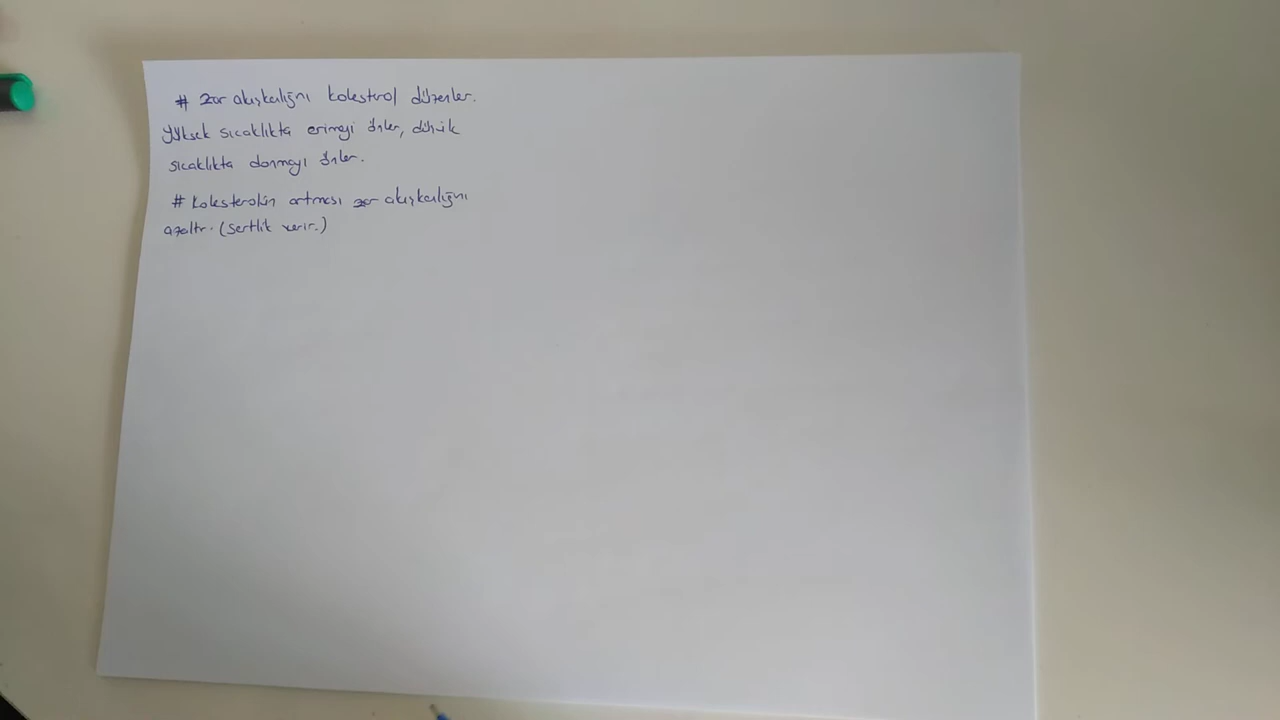 # zar akışkanlığını kolestrol düzenler.
Yüksek sıcaklıkta erimeyi önler, düşük
sıcaklıkta donmayı önler.
# Kolesterolün artması zar akışkanlığını
azaltır. (Sertlik verir.)